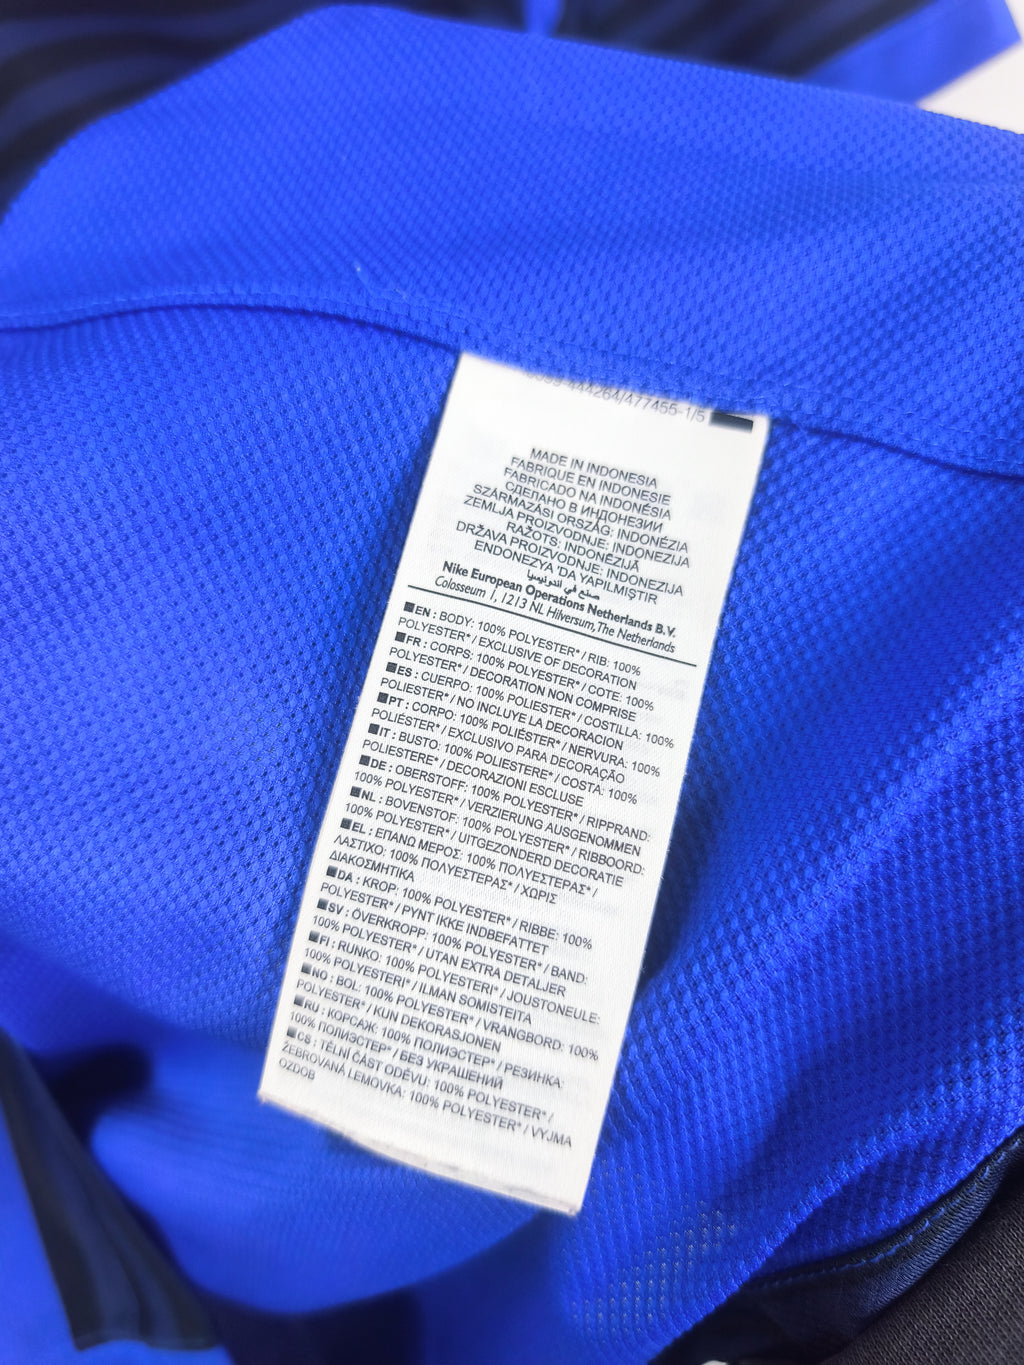 444264/477455-1/5
MADE IN INDONESIA
FABRIQUE EN INDONESIE
FABRICADO NA INDONÉSIA
СДЕЛАНО В ИНДОНЕЗИИ
SZÁRMAZÁSI ORSZÁG: INDONÉZIA
ZEMLJA PROIZVODNJE: INDONEZIJA
RAŽOTS: INDONĒZIJĀ
DRŽAVA PROIZVODNJE: INDONEZIJA
ENDONEZYA'DA YAPILMIŞTIR
صنع في اندونيسيا
Nike European Operations Netherlands B.V.
Colosseum 1, 1213 NL Hilversum, The Netherlands
EN : BODY: 100% POLYESTER* / RIB: 100%
POLYESTER* / EXCLUSIVE OF DECORATION
FR : CORPS: 100% POLYESTER* / COTE: 100%
POLYESTER* / DECORATION NON COMPRISE
ES : CUERPO: 100% POLIESTER* / COSTILLA: 100%
POLIESTER* / NO INCLUYE LA DECORACION
PT : CORPO: 100% POLIÉSTER* / NERVURA: 100%
POLIÉSTER* / EXCLUSIVO PARA DECORAÇÃO
IT : BUSTO: 100% POLIESTERE* / COSTA: 100%
POLIESTERE* / DECORAZIONI ESCLUSE
DE : OBERSTOFF: 100% POLYESTER* / RIPPRAND:
100% POLYESTER* / VERZIERUNG AUSGENOMMEN
NL : BOVENSTOF: 100% POLYESTER* / RIBBOORD:
100% POLYESTER* / UITGEZONDERD DECORATIE
EL : ΕΠΑΝΩ ΜΕΡΟΣ: 100% ΠΟΛΥΕΣΤΕΡΑΣ* /
ΛΑΣΤΙΧΟ: 100% ΠΟΛΥΕΣΤΕΡΑΣ* / ΧΩΡΙΣ
ΔΙΑΚΟΣΜΗΤΙΚΑ
DA : KROP: 100% POLYESTER* / RIBBE: 100%
POLYESTER* / PYNT IKKE INDBEFATTET
SV : ÖVERKROPP: 100% POLYESTER* / BAND:
100% POLYESTER* / UTAN EXTRA DETALJER
FI : RUNKO: 100% POLYESTERI* / JOUSTONEULE:
100% POLYESTERI* / ILMAN SOMISTEITA
NO : BOL: 100% POLYESTER* / VRANGBORD: 100%
POLYESTER* / KUN DEKORASJONEN
RU : КОРСАЖ: 100% ПОЛИЭСТЕР* / РЕЗИНКА:
100% ПОЛИЭСТЕР* / БЕЗ УКРАШЕНИЙ
CS : TĚLNÍ ČÁST ODĚVU: 100% POLYESTER* /
ŽEBROVANÁ LEMOVKA: 100% POLYESTER* / VYJMA
OZDOB